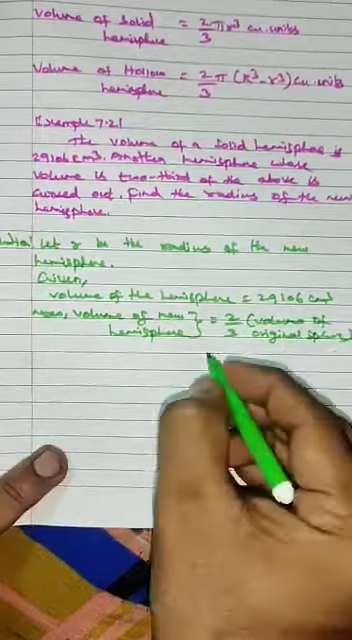 Volume of Solid hemisphere = 2/3 πr³ cu.units
Volume of Hollow hemisphere = 2/3 π (R³-r³) cu.units
Example 7.21
The volume of a solid hemisphere is
29106 cm³. Another hemisphere whose
volume is two-third of the above is
carved out. Find the radius of the new
hemisphere.
Let r be the radius of the new
hemisphere.
Given,
volume of the hemisphere = 29106 cm³
Now, volume of new hemisphere } = 2/3 (volume of original sphere)